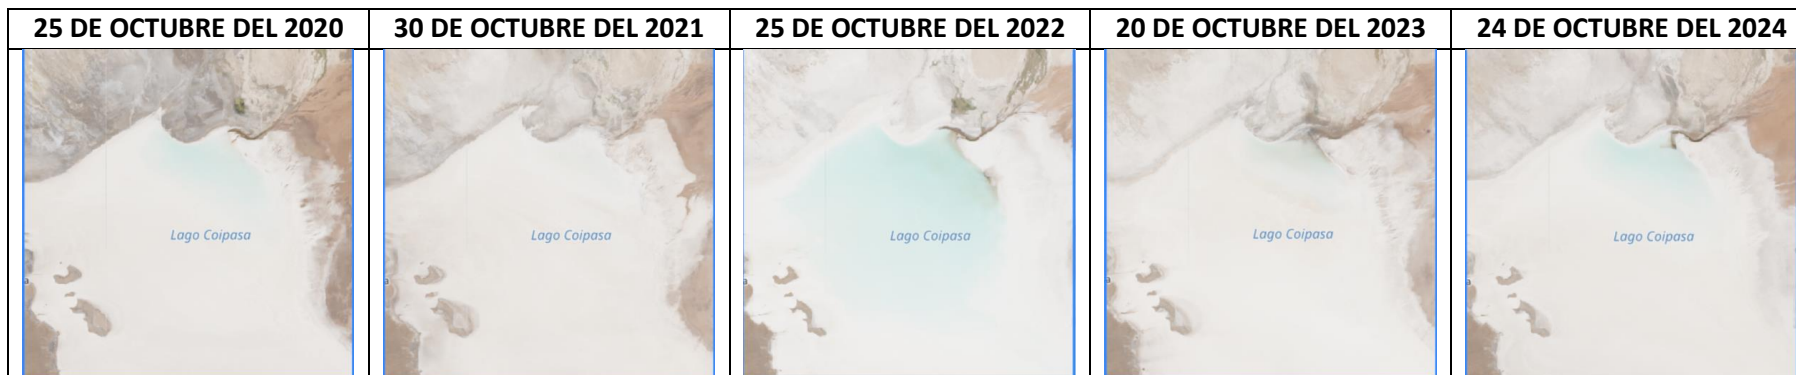 25 DE OCTUBRE DEL 2020
30 DE OCTUBRE DEL 2021
25 DE OCTUBRE DEL 2022
20 DE OCTUBRE DEL 2023
24 DE OCTUBRE DEL 2024
Lago Coipasa
Lago Coipasa
Lago Coipasa
Lago Coipasa
Lago Coipasa
a
a
a
a
a